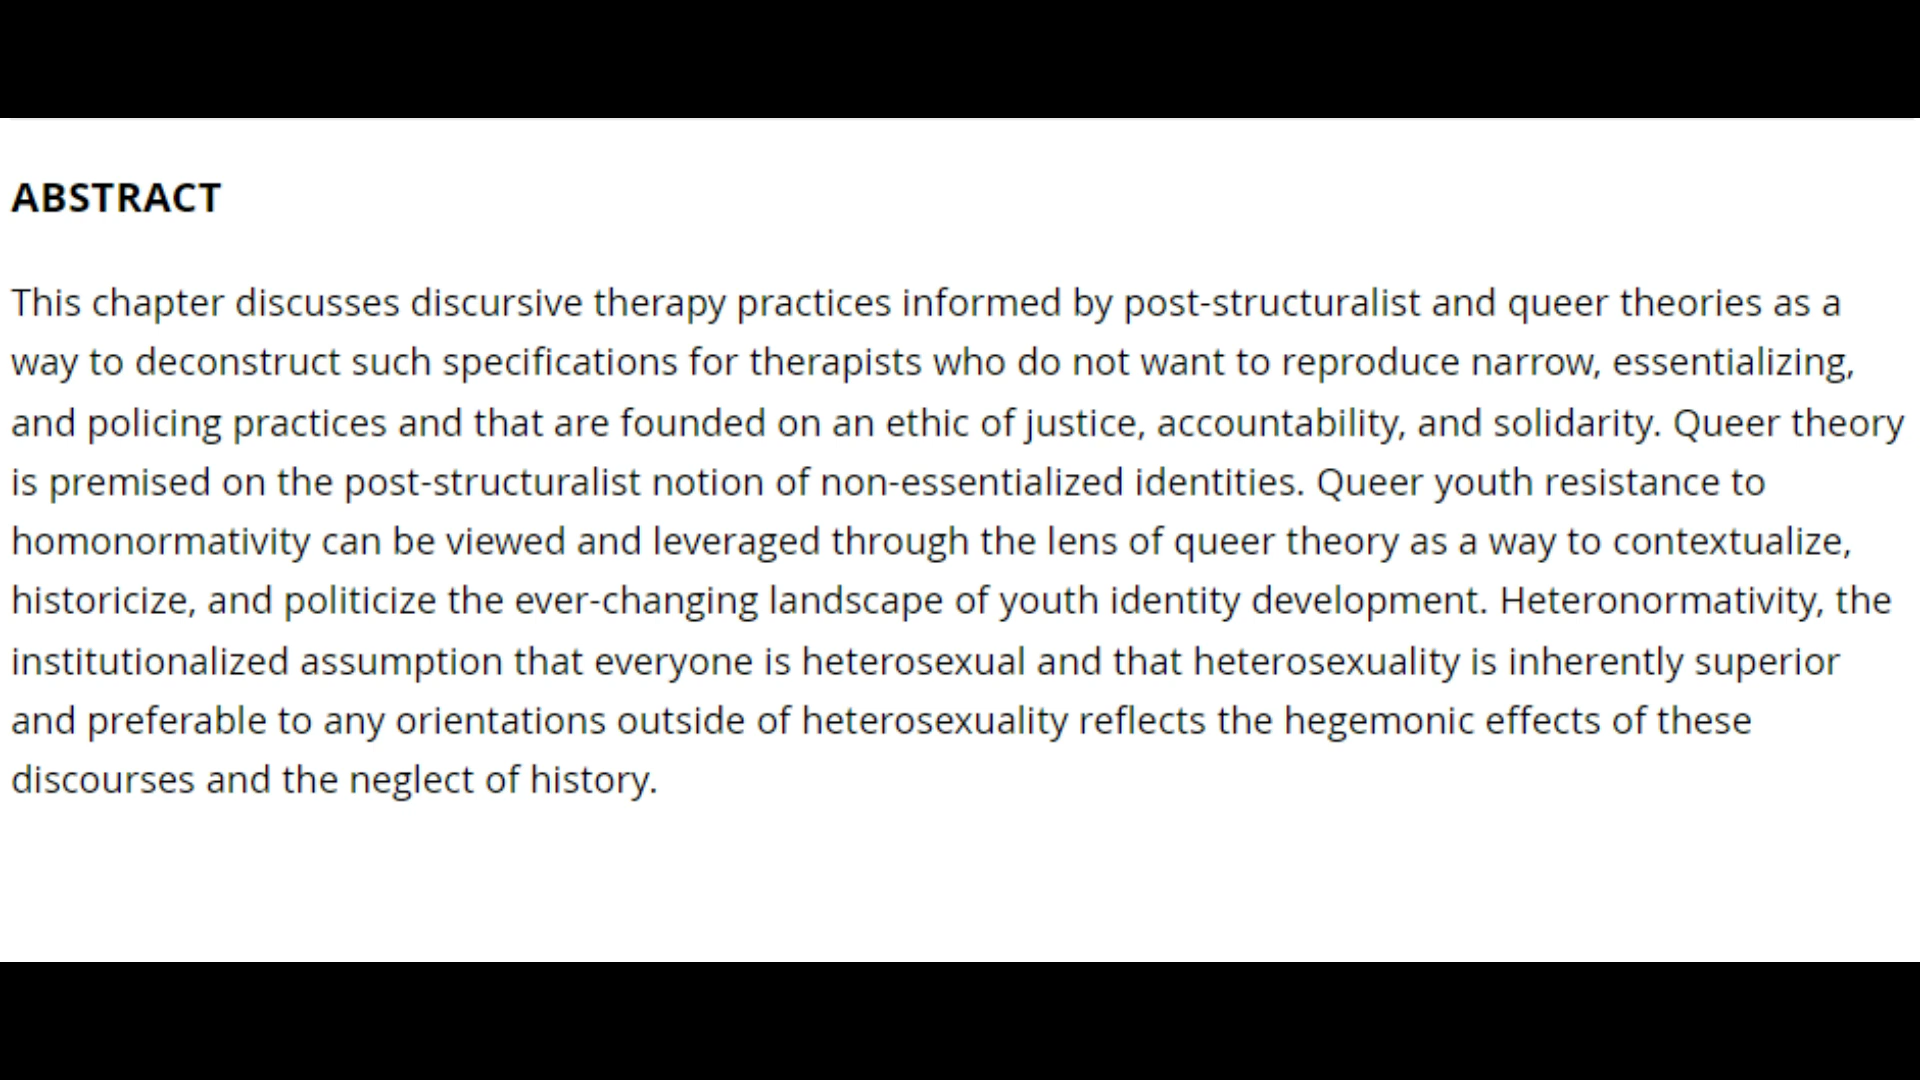 ABSTRACT
This chapter discusses discursive therapy practices informed by post-structuralist and queer theories as a
way to deconstruct such specifications for therapists who do not want to reproduce narrow, essentializing,
and policing practices and that are founded on an ethic of justice, accountability, and solidarity. Queer theory
is premised on the post-structuralist notion of non-essentialized identities. Queer youth resistance to
homonormativity can be viewed and leveraged through the lens of queer theory as a way to contextualize,
historicize, and politicize the ever-changing landscape of youth identity development. Heteronormativity, the
institutionalized assumption that everyone is heterosexual and that heterosexuality is inherently superior
and preferable to any orientations outside of heterosexuality reflects the hegemonic effects of these
discourses and the neglect of history.